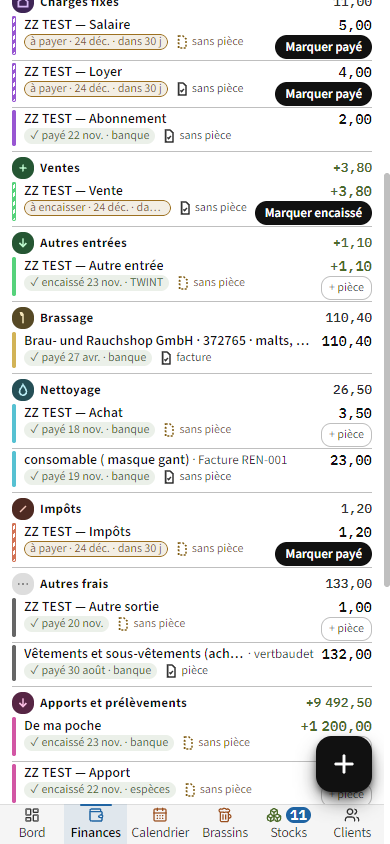 Charges fixes 11,00
ZZ TEST — Salaire 5,00
à payer · 24 déc. · dans 30 j sans pièce Marquer payé
ZZ TEST — Loyer 4,00
à payer · 24 déc. · dans 30 j sans pièce Marquer payé
ZZ TEST — Abonnement 2,00
✓ payé 22 nov. · banque sans pièce
Ventes +3,80
ZZ TEST — Vente +3,80
à encaisser · 24 déc. · da… sans pièce Marquer encaissé
Autres entrées +1,10
ZZ TEST — Autre entrée +1,10
✓ encaissé 23 nov. · TWINT sans pièce + pièce
Brassage 110,40
Brau- und Rauchshop GmbH · 372765 · malts, … 110,40
✓ payé 27 avr. · banque facture
Nettoyage 26,50
ZZ TEST — Achat 3,50
✓ payé 18 nov. · banque sans pièce + pièce
consomable ( masque gant) · Facture REN-001 23,00
✓ payé 19 nov. · banque sans pièce
Impôts 1,20
ZZ TEST — Impôts 1,20
à payer · 24 déc. · dans 30 j sans pièce Marquer payé
Autres frais 133,00
ZZ TEST — Autre sortie 1,00
✓ payé 20 nov. sans pièce + pièce
Vêtements et sous-vêtements (ach… · vertbaudet 132,00
✓ payé 30 août · banque pièce
Apports et prélèvements +9 492,50
De ma poche +1 200,00
✓ encaissé 23 nov. · banque sans pièce
ZZ TEST — Apport
✓ encaissé 22 nov. · espèces sans pièce + pièce
Bord Finances Calendrier Brassins Stocks 11 Clients